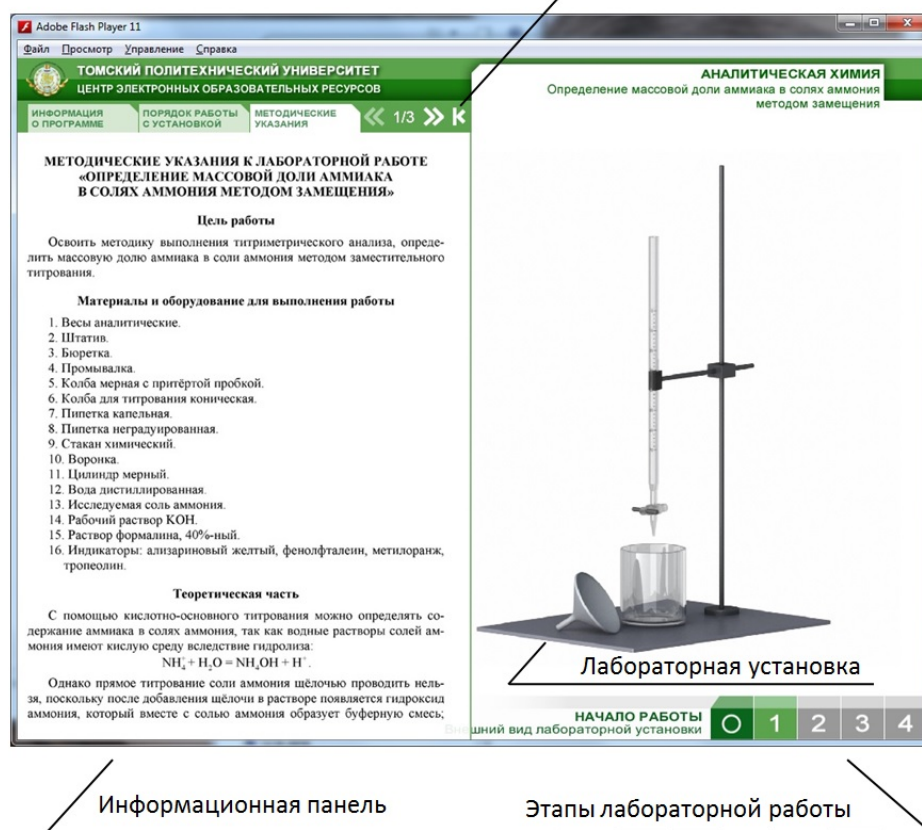 Adobe Flash Player 11
Файл Просмотр Управление Справка
ТОМСКИЙ ПОЛИТЕХНИЧЕСКИЙ УНИВЕРСИТЕТ
ЦЕНТР ЭЛЕКТРОННЫХ ОБРАЗОВАТЕЛЬНЫХ РЕСУРСОВ
ИНФОРМАЦИЯ
О ПРОГРАММЕ
ПОРЯДОК РАБОТЫ
С УСТАНОВКОЙ
МЕТОДИЧЕСКИЕ
УКАЗАНИЯ
1/3
АНАЛИТИЧЕСКАЯ ХИМИЯ
Определение массовой доли аммиака в солях аммония
методом замещения
МЕТОДИЧЕСКИЕ УКАЗАНИЯ К ЛАБОРАТОРНОЙ РАБОТЕ
«ОПРЕДЕЛЕНИЕ МАССОВОЙ ДОЛИ АММИАКА
В СОЛЯХ АММОНИЯ МЕТОДОМ ЗАМЕЩЕНИЯ»
Цель работы
Освоить методику выполнения титриметрического анализа, опреде-
лить массовую долю аммиака в соли аммония методом заместительного
титрования.
Материалы и оборудование для выполнения работы
1. Весы аналитические.
2. Штатив.
3. Бюретка.
4. Промывалка.
5. Колба мерная с притёртой пробкой.
6. Колба для титрования коническая.
7. Пипетка капельная.
8. Пипетка неградуированная.
9. Стакан химический.
10. Воронка.
11. Цилиндр мерный.
12. Вода дистиллированная.
13. Исследуемая соль аммония.
14. Рабочий раствор KOH.
15. Раствор формалина, 40%-ный.
16. Индикаторы: ализариновый желтый, фенолфталеин, метилоранж,
тропеолин.
Теоретическая часть
С помощью кислотно-основного титрования можно определять со-
держание аммиака в солях аммония, так как водные растворы солей ам-
мония имеют кислую среду вследствие гидролиза:
NH₄⁺ + H₂O = NH₄OH + H⁺.
Однако прямое титрование соли аммония щёлочью проводить нель-
зя, поскольку после добавления щёлочи в растворе появляется гидроксид
аммония, который вместе с солью аммония образует буферную смесь;
Лабораторная установка
НАЧАЛО РАБОТЫ
Внешний вид лабораторной установки
1 2 3 4
Информационная панель
Этапы лабораторной работы